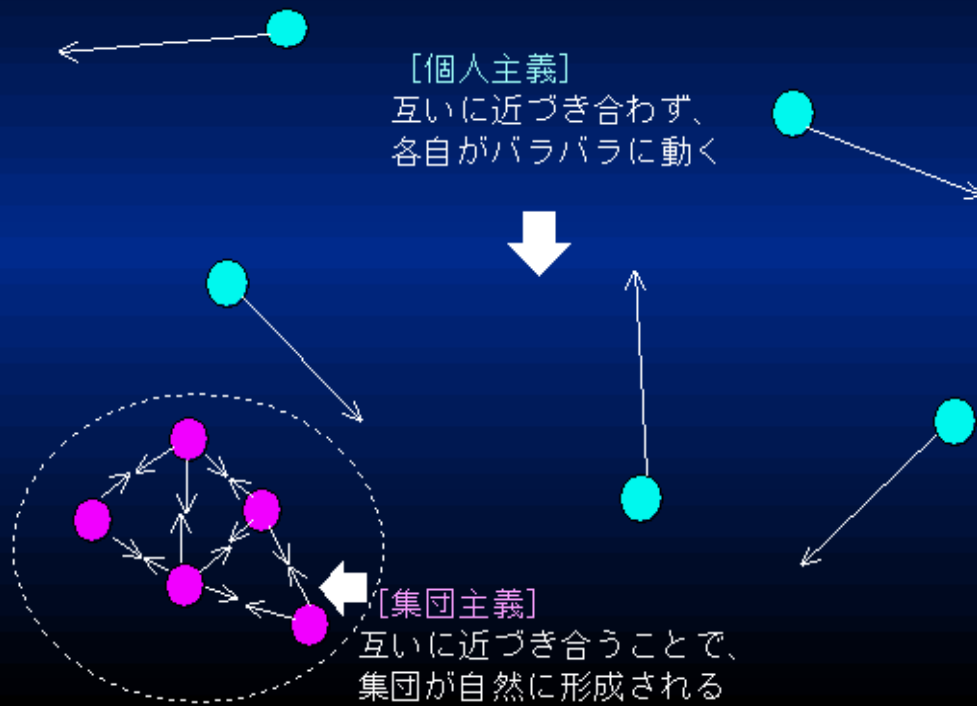 [個人主義]
互いに近づき合わず、
各自がバラバラに動く
[集団主義]
互いに近づき合うことで、
集団が自然に形成される